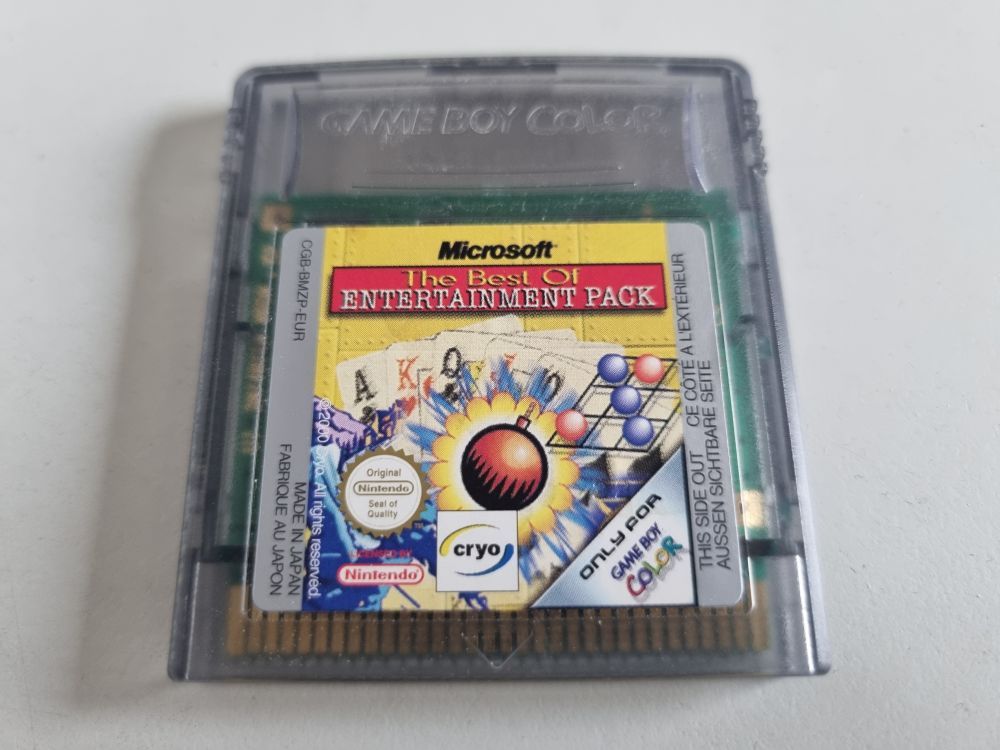 GAME BOY COLOR
Microsoft
The Best Of
ENTERTAINMENT PACK
CGB-BMZP-EUR
MADE IN JAPAN
FABRIQUE AU JAPON
©2000 Cryo. All rights reserved.
A K Q J 9
Original
Nintendo
Seal of
Quality
TM
LICENSED BY
Nintendo
cryo
ONLY FOR
GAME BOY
COLOR
THIS SIDE OUT CE COTE A L'EXTERIEUR
AUSSEN SICHTBARE SEITE